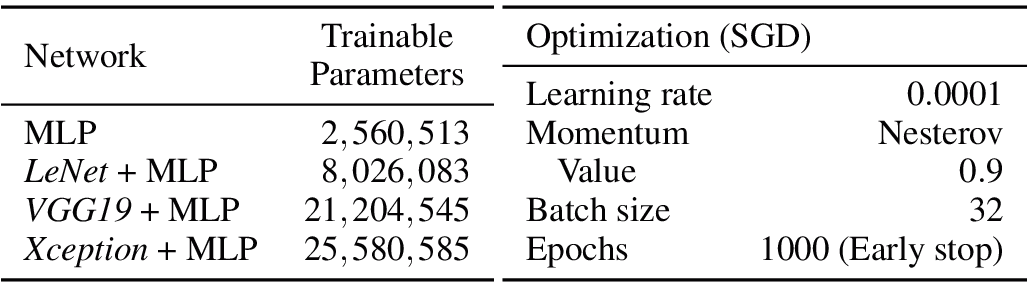 Network Trainable Parameters
MLP 2,560,513
LeNet + MLP 8,026,083
VGG19 + MLP 21,204,545
Xception + MLP 25,580,585
Optimization (SGD)
Learning rate 0.0001
Momentum Nesterov
Value 0.9
Batch size 32
Epochs 1000 (Early stop)